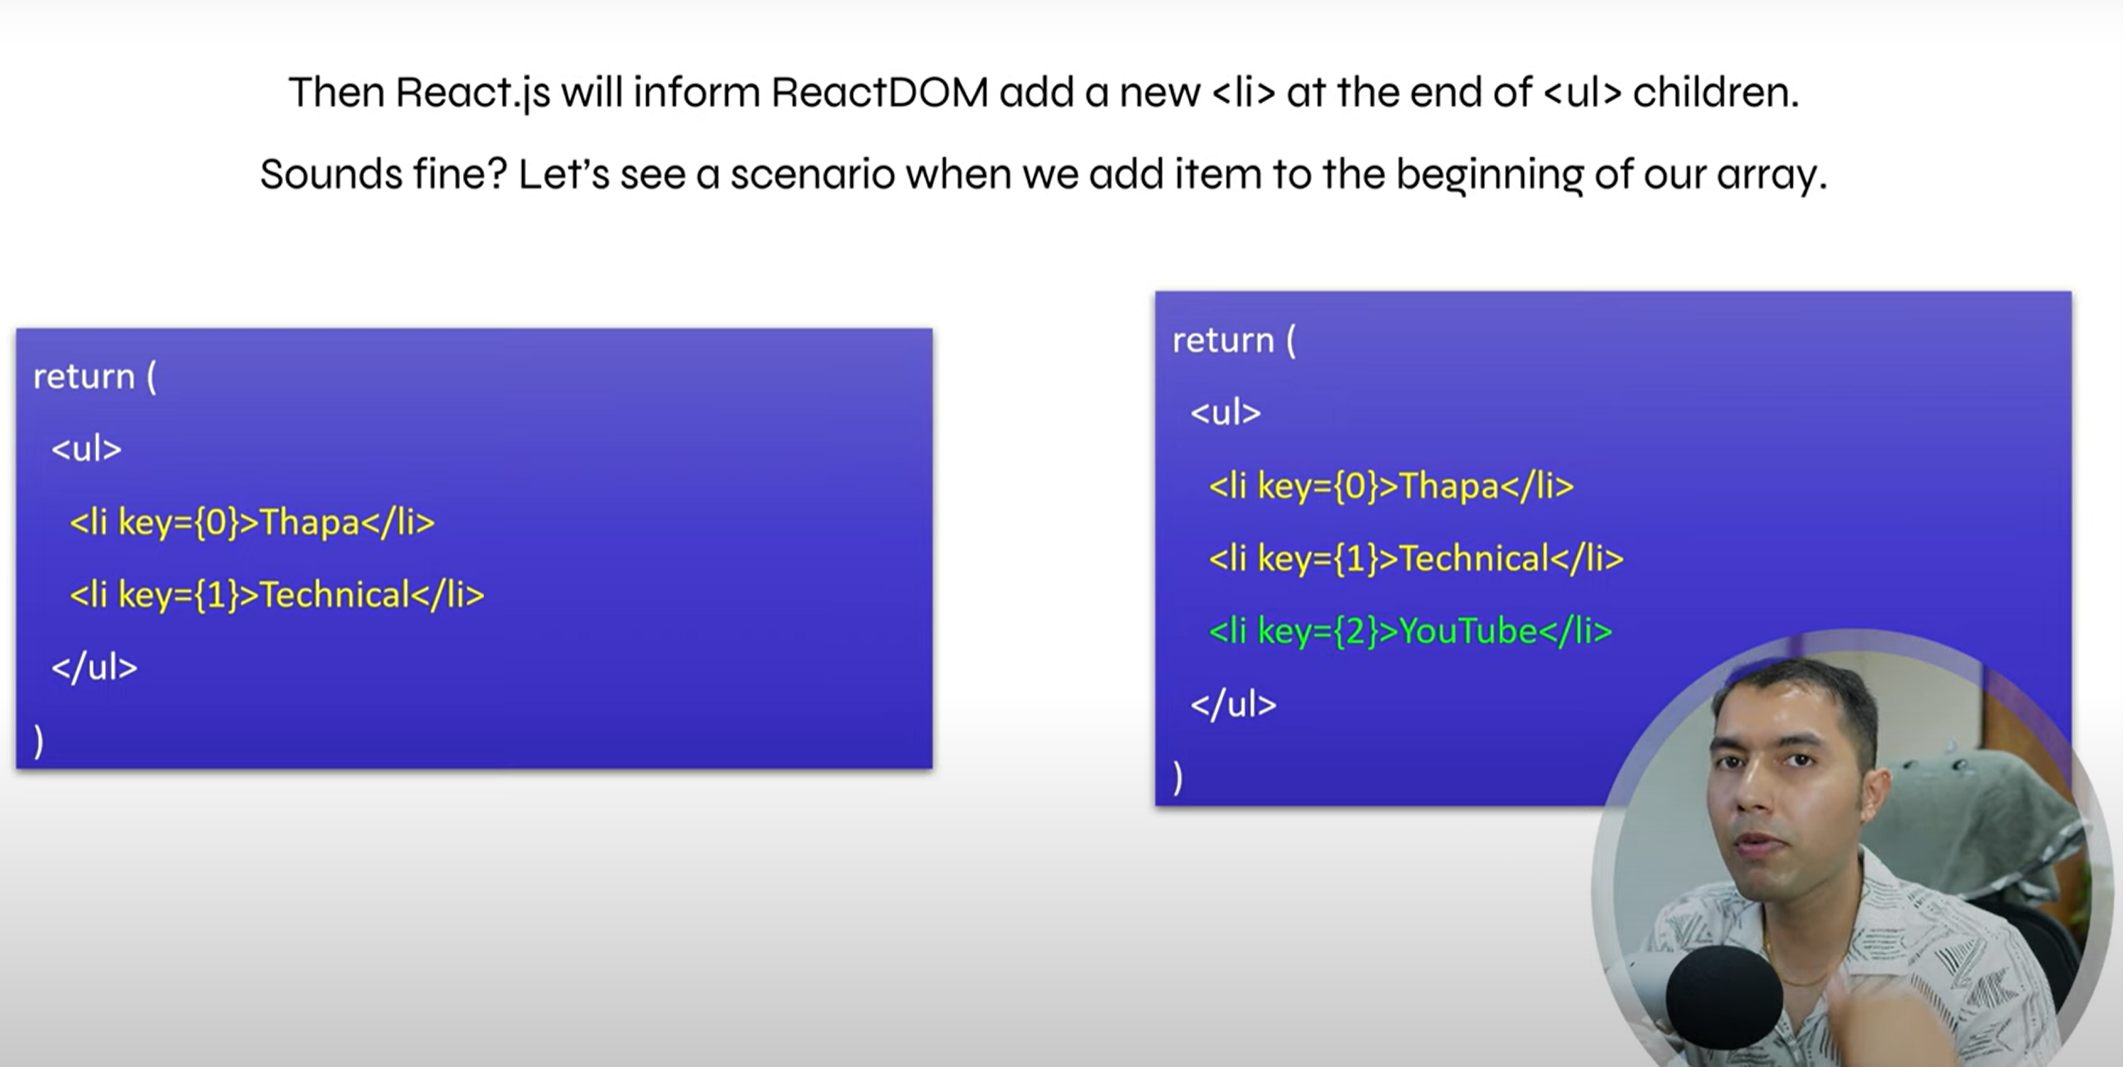 Then React.js will inform ReactDOM add a new <li> at the end of <ul> children.
Sounds fine? Let's see a scenario when we add item to the beginning of our array.
return (
<ul>
<li key={0}>Thapa</li>
<li key={1}>Technical</li>
</ul>
)
return (
<ul>
<li key={0}>Thapa</li>
<li key={1}>Technical</li>
<li key={2}>YouTube</li>
</ul>
)